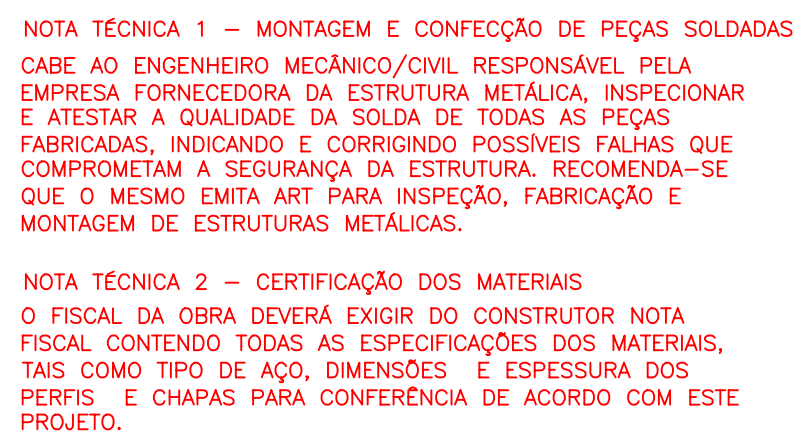 NOTA TÉCNICA 1 – MONTAGEM E CONFECÇÃO DE PEÇAS SOLDADAS
CABE AO ENGENHEIRO MECÂNICO/CIVIL RESPONSÁVEL PELA
EMPRESA FORNECEDORA DA ESTRUTURA METÁLICA, INSPECIONAR
E ATESTAR A QUALIDADE DA SOLDA DE TODAS AS PEÇAS
FABRICADAS, INDICANDO E CORRIGINDO POSSÍVEIS FALHAS QUE
COMPROMETAM A SEGURANÇA DA ESTRUTURA. RECOMENDA–SE
QUE O MESMO EMITA ART PARA INSPEÇÃO, FABRICAÇÃO E
MONTAGEM DE ESTRUTURAS METÁLICAS.
NOTA TÉCNICA 2 – CERTIFICAÇÃO DOS MATERIAIS
O FISCAL DA OBRA DEVERÁ EXIGIR DO CONSTRUTOR NOTA
FISCAL CONTENDO TODAS AS ESPECIFICAÇÕES DOS MATERIAIS,
TAIS COMO TIPO DE AÇO, DIMENSÕES E ESPESSURA DOS
PERFIS E CHAPAS PARA CONFERÊNCIA DE ACORDO COM ESTE
PROJETO.